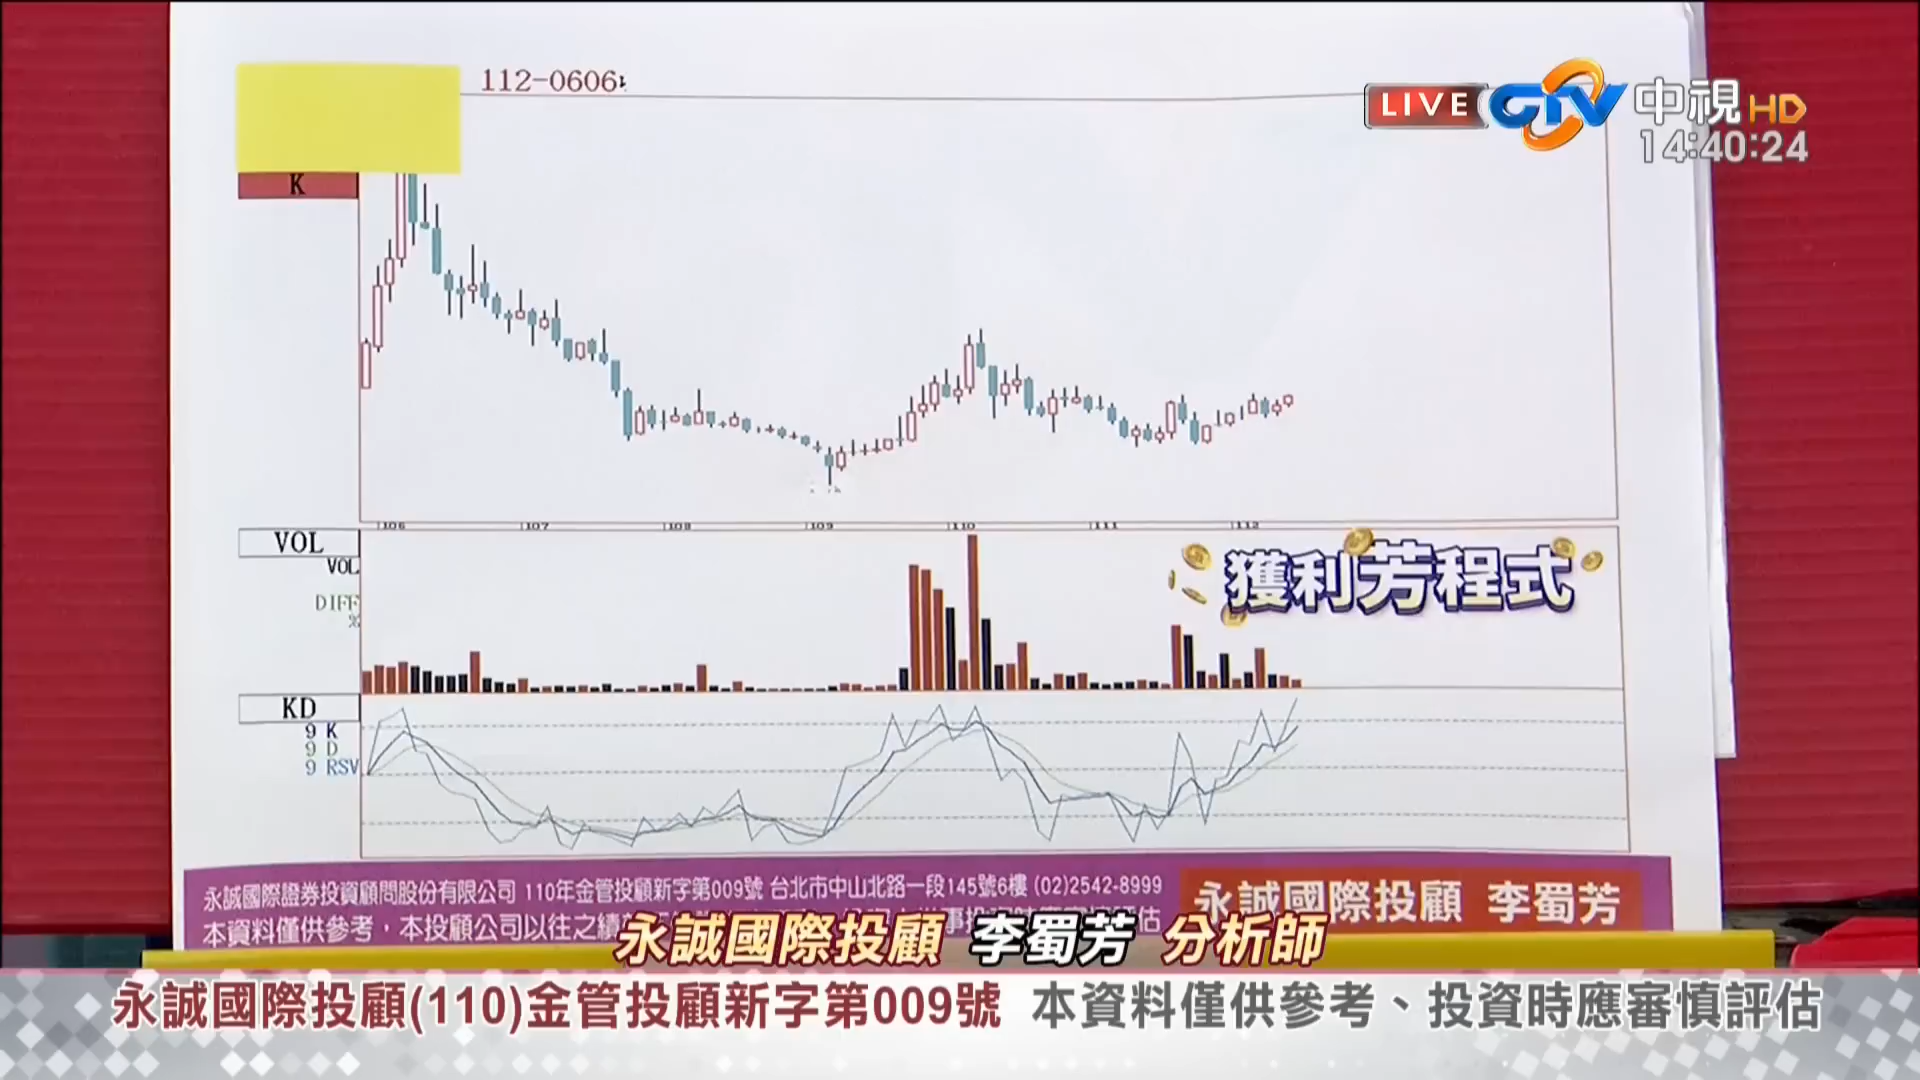 112-0606
LIVE CTV 中視 HD
14:40:24
K
106 107 108 109 110 111 112
VOL
VOL
DIFF
%
獲利芳程式
KD
9 K
9 D
9 RSV
永誠國際證券投資顧問股份有限公司 110年金管投顧新字第009號 台北市中山北路一段145號6樓 (02)2542-8999
本資料僅供參考，本投顧公司以往之績
永誠國際投顧 李蜀芳
永誠國際投顧 李蜀芳 分析師
永誠國際投顧(110)金管投顧新字第009號 本資料僅供參考、投資時應審慎評估